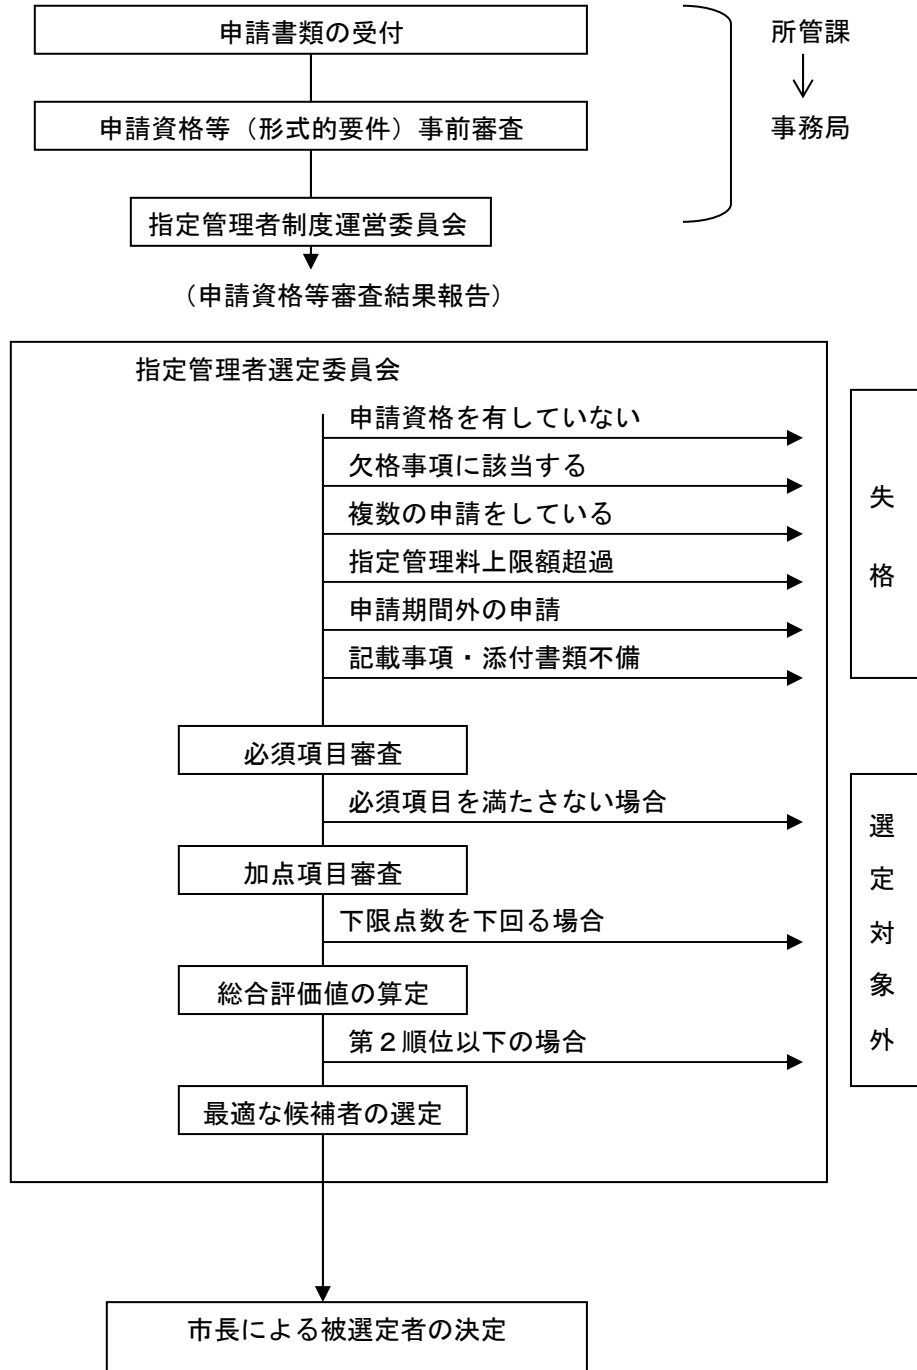 申請書類の受付
所管課
申請資格等（形式的要件）事前審査
事務局
指定管理者制度運営委員会
（申請資格等審査結果報告）
指定管理者選定委員会
申請資格を有していない
欠格事項に該当する
複数の申請をしている
指定管理料上限額超過
申請期間外の申請
記載事項・添付書類不備
失格
必須項目審査
必須項目を満たさない場合
加点項目審査
下限点数を下回る場合
総合評価値の算定
第２順位以下の場合
最適な候補者の選定
選定対象外
市長による被選定者の決定